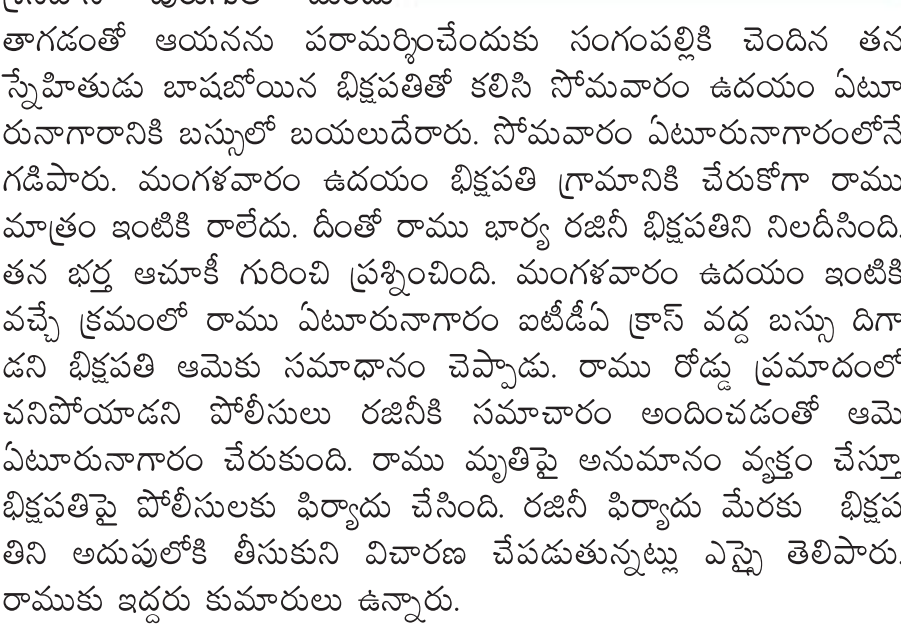 తాగడంతో ఆయనను పరామర్శించేందుకు సంగంపల్లికి చెందిన తన
స్నేహితుడు బాషబోయిన భిక్షపతితో కలిసి సోమవారం ఉదయం ఏటూ
రునాగారానికి బస్సులో బయలుదేరారు. సోమవారం ఏటూరునాగారంలోనే
గడిపారు. మంగళవారం ఉదయం భిక్షపతి గ్రామానికి చేరుకోగా రాము
మాత్రం ఇంటికి రాలేదు. దీంతో రాము భార్య రజినీ భిక్షపతిని నిలదీసింది.
తన భర్త ఆచూకీ గురించి ప్రశ్నించింది. మంగళవారం ఉదయం ఇంటికి
వచ్చే క్రమంలో రాము ఏటూరునాగారం ఐటీడీఏ క్రాస్ వద్ద బస్సు దిగా
డని భిక్షపతి ఆమెకు సమాధానం చెప్పాడు. రాము రోడ్డు ప్రమాదంలో
చనిపోయాడని పోలీసులు రజినీకి సమాచారం అందించడంతో ఆమె
ఏటూరునాగారం చేరుకుంది. రాము మృతిపై అనుమానం వ్యక్తం చేస్తూ
భిక్షపతిపై పోలీసులకు ఫిర్యాదు చేసింది. రజినీ ఫిర్యాదు మేరకు భిక్షప
తిని అదుపులోకి తీసుకుని విచారణ చేపడుతున్నట్లు ఎస్సై తెలిపారు.
రాముకు ఇద్దరు కుమారులు ఉన్నారు.